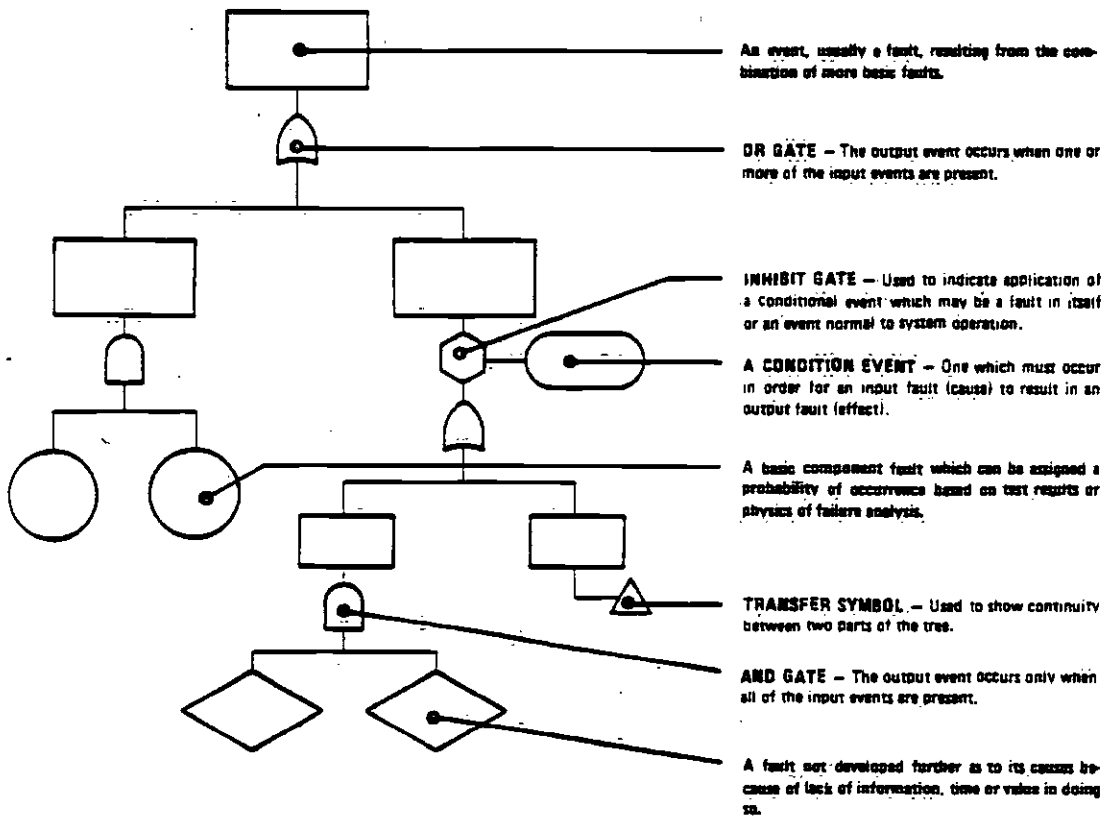 An event, usually a fault, resulting from the com-
bination of more basic faults.
OR GATE – The output event occurs when one or
more of the input events are present.
INHIBIT GATE – Used to indicate application of
a conditional event which may be a fault in itself
or an event normal to system operation.
A CONDITION EVENT – One which must occur
in order for an input fault (cause) to result in an
output fault (effect).
A basic component fault which can be assigned a
probability of occurrence based on test results or
physics of failure analysis.
TRANSFER SYMBOL – Used to show continuity
between two parts of the tree.
AND GATE – The output event occurs only when
all of the input events are present.
A fault not developed further as to its causes be-
cause of lack of information, time or value in doing
so.